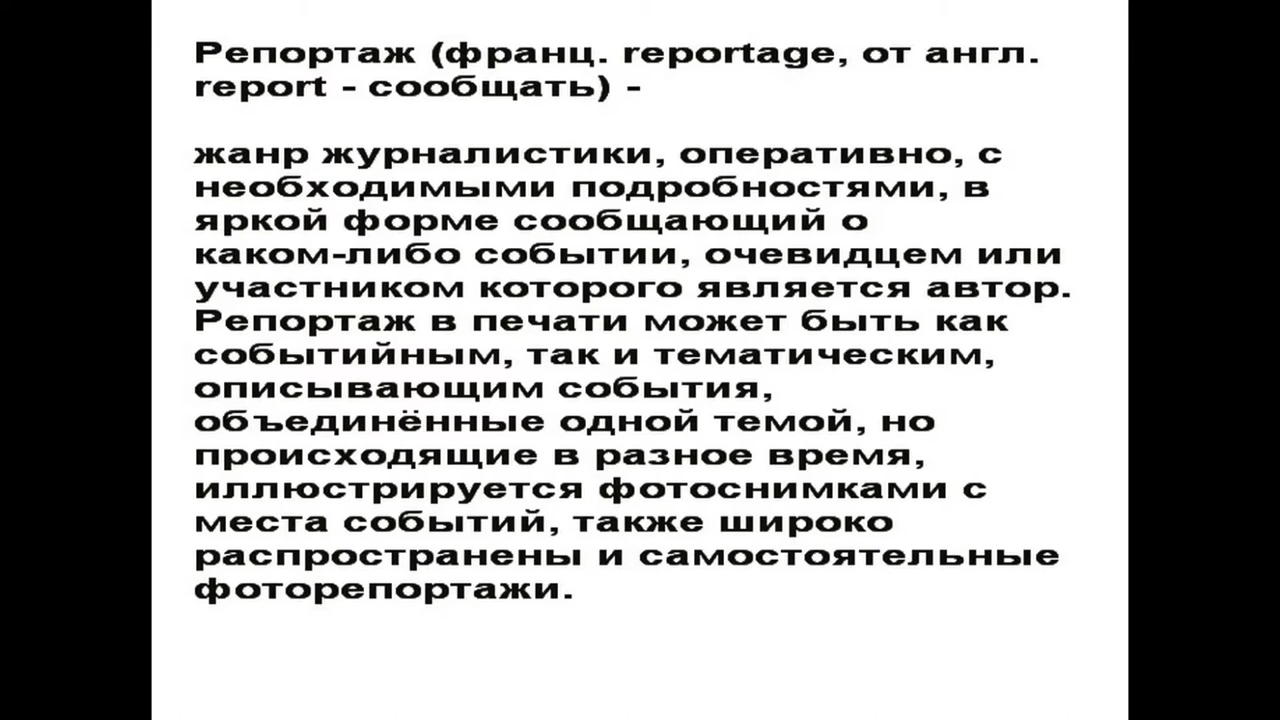 Репортаж (франц. reportage, от англ.
report - сообщать) -
жанр журналистики, оперативно, с
необходимыми подробностями, в
яркой форме сообщающий о
каком-либо событии, очевидцем или
участником которого является автор.
Репортаж в печати может быть как
событийным, так и тематическим,
описывающим события,
объединённые одной темой, но
происходящие в разное время,
иллюстрируется фотоснимками с
места событий, также широко
распространены и самостоятельные
фоторепортажи.